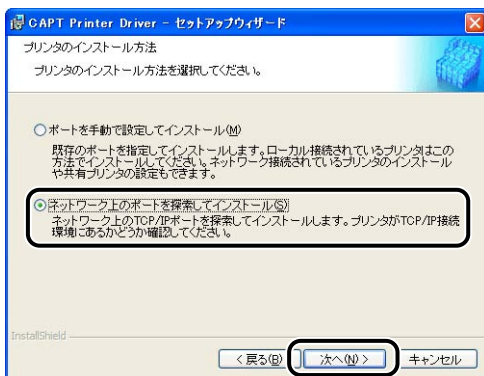 CAPT Printer Driver - セットアップウィザード
プリンタのインストール方法
プリンタのインストール方法を選択してください。
ポートを手動で設定してインストール(M)
既存のポートを指定してインストールします。ローカル接続されているプリンタはこの
方法でインストールしてください。ネットワーク接続されているプリンタのインストール
や共有プリンタの設定もできます。
ネットワーク上のポートを探索してインストール(S)
ネットワーク上のTCP/IPポートを探索してインストールします。プリンタがTCP/IP接続
環境にあるかどうか確認してください。
InstallShield
< 戻る(B)
次へ(N) >
キャンセル